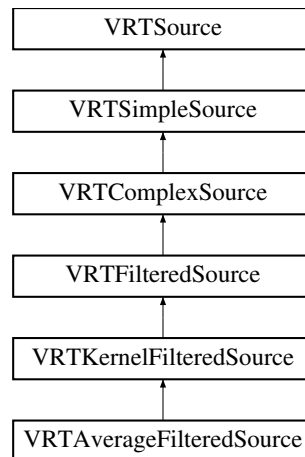 VRTSource
VRTSimpleSource
VRTComplexSource
VRTFilteredSource
VRTKernelFilteredSource
VRTAverageFilteredSource